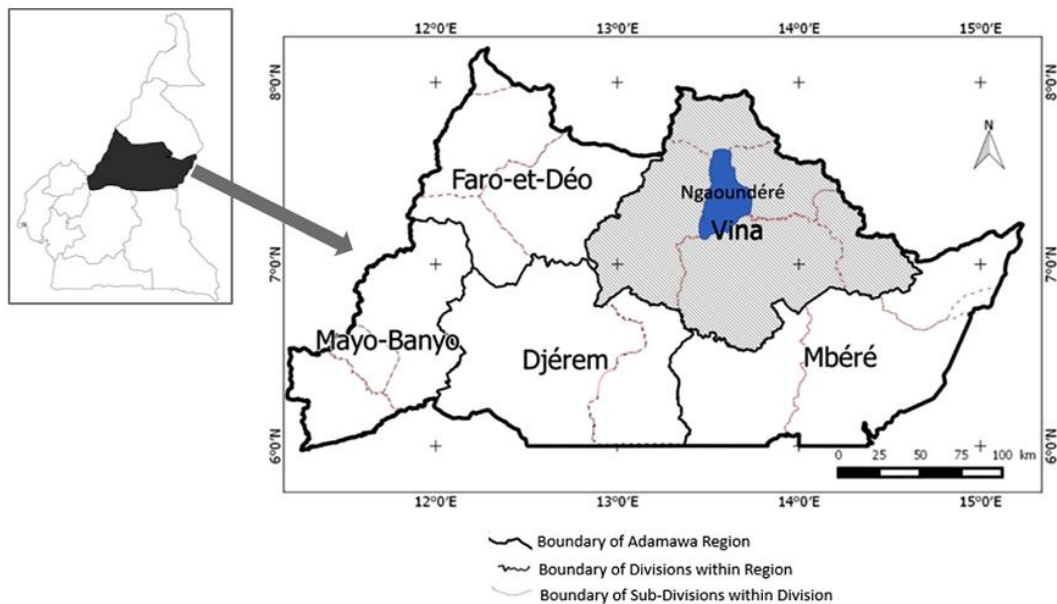 12°0'E 13°0'E 14°0'E 15°0'E
8°0'N 8°0'N
N
Faro-et-Déo
Ngaoundéré
Vina
7°0'N 7°0'N
Mayo-Banyo
Djérem
Mbéré
6°0'N 6°0'N
0 25 50 75 100 km
12°0'E 13°0'E 14°0'E 15°0'E
Boundary of Adamawa Region
Boundary of Divisions within Region
Boundary of Sub-Divisions within Division